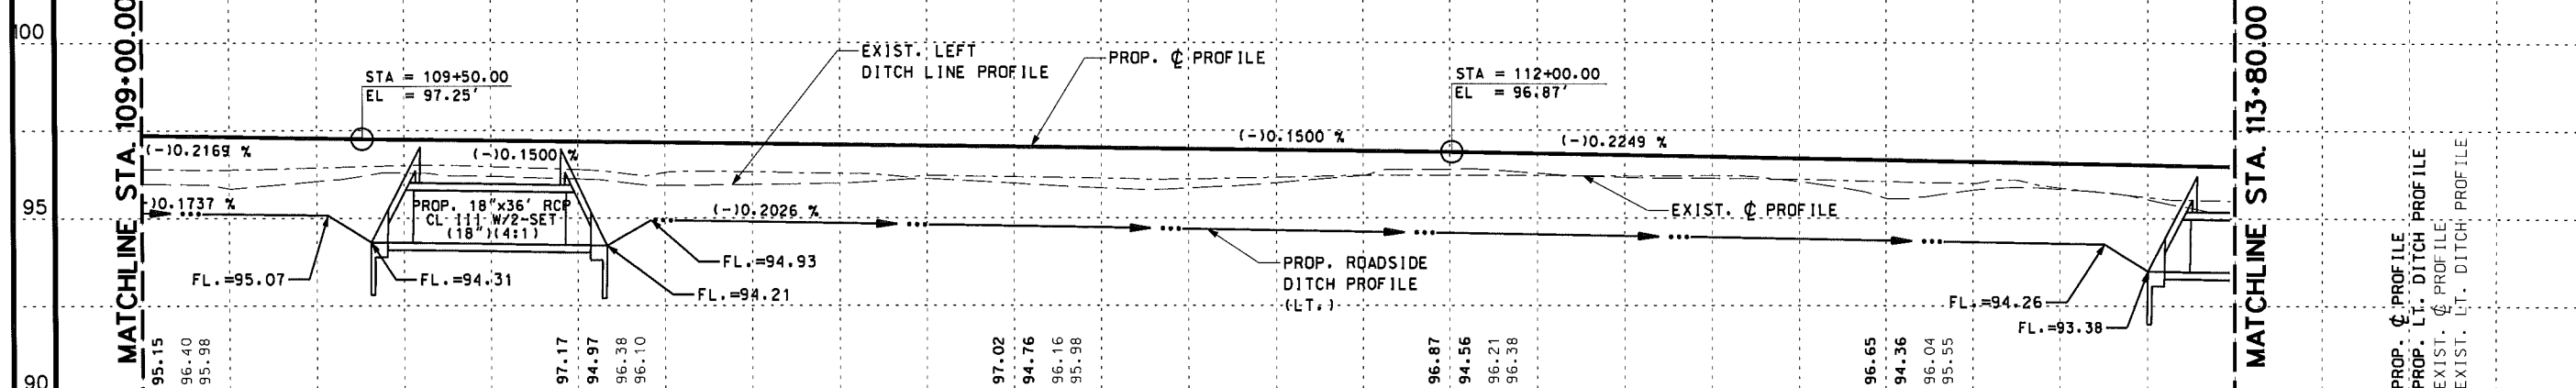 100
95
90
MATCHLINE STA. 109+00.00
STA = 109+50.00
EL = 97.25'
EXIST. LEFT
DITCH LINE PROFILE
PROP. ℄ PROFILE
STA = 112+00.00
EL = 96.87'
(-)0.2169 %
(-)0.1500 %
(-)0.1500 %
(-)0.2249 %
)0.1737 %
PROP. 18"x36' RCP
CL III W/2-SET
(18")(4:1)
(-)0.2026 %
EXIST. ℄ PROFILE
FL.=95.07
FL.=94.31
FL.=94.93
FL.=94.21
PROP. ROADSIDE
DITCH PROFILE
(LT.)
FL.=94.26
FL.=93.38
95.15
96.40
95.98
97.17
94.97
96.38
96.10
97.02
94.76
96.16
95.98
96.87
94.56
96.21
96.38
96.65
94.36
96.04
95.55
MATCHLINE STA. 113+80.00
PROP. ℄ PROFILE
PROP. LT. DITCH PROFILE
EXIST. ℄ PROFILE
EXIST. LT. DITCH PROFILE